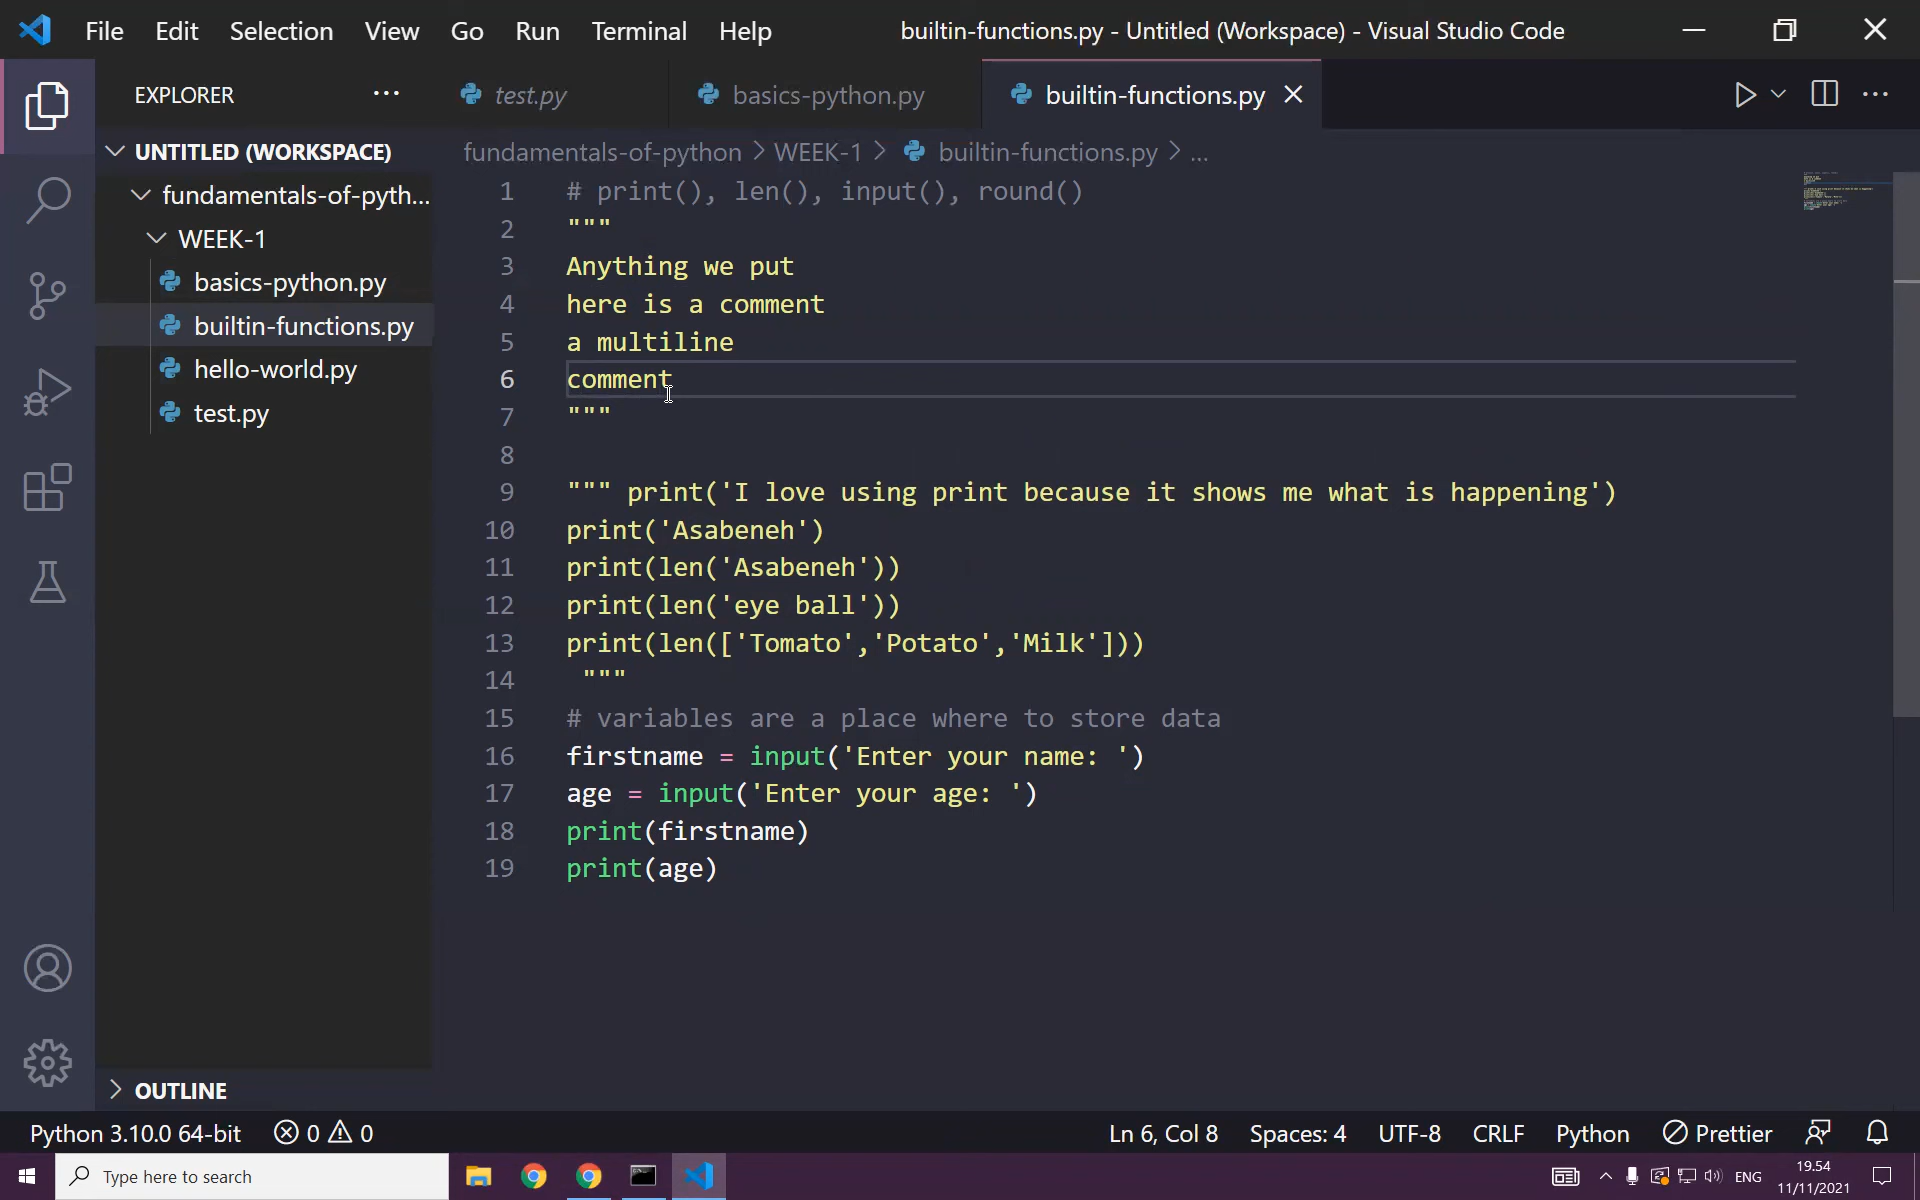 File Edit Selection View Go Run Terminal Help builtin-functions.py - Untitled (Workspace) - Visual Studio Code
EXPLORER ··· test.py basics-python.py builtin-functions.py
UNTITLED (WORKSPACE)
fundamentals-of-pyth...
WEEK-1
basics-python.py
builtin-functions.py
hello-world.py
test.py
OUTLINE
fundamentals-of-python > WEEK-1 > builtin-functions.py > ...
1 # print(), len(), input(), round()
2 """
3 Anything we put
4 here is a comment
5 a multiline
6 comment
7 """
8
9 """ print('I love using print because it shows me what is happening')
10 print('Asabeneh')
11 print(len('Asabeneh'))
12 print(len('eye ball'))
13 print(len(['Tomato','Potato','Milk']))
14 """
15 # variables are a place where to store data
16 firstname = input('Enter your name: ')
17 age = input('Enter your age: ')
18 print(firstname)
19 print(age)
Python 3.10.0 64-bit 0 0 Ln 6, Col 8 Spaces: 4 UTF-8 CRLF Python Prettier
Type here to search ENG 19.54
11/11/2021